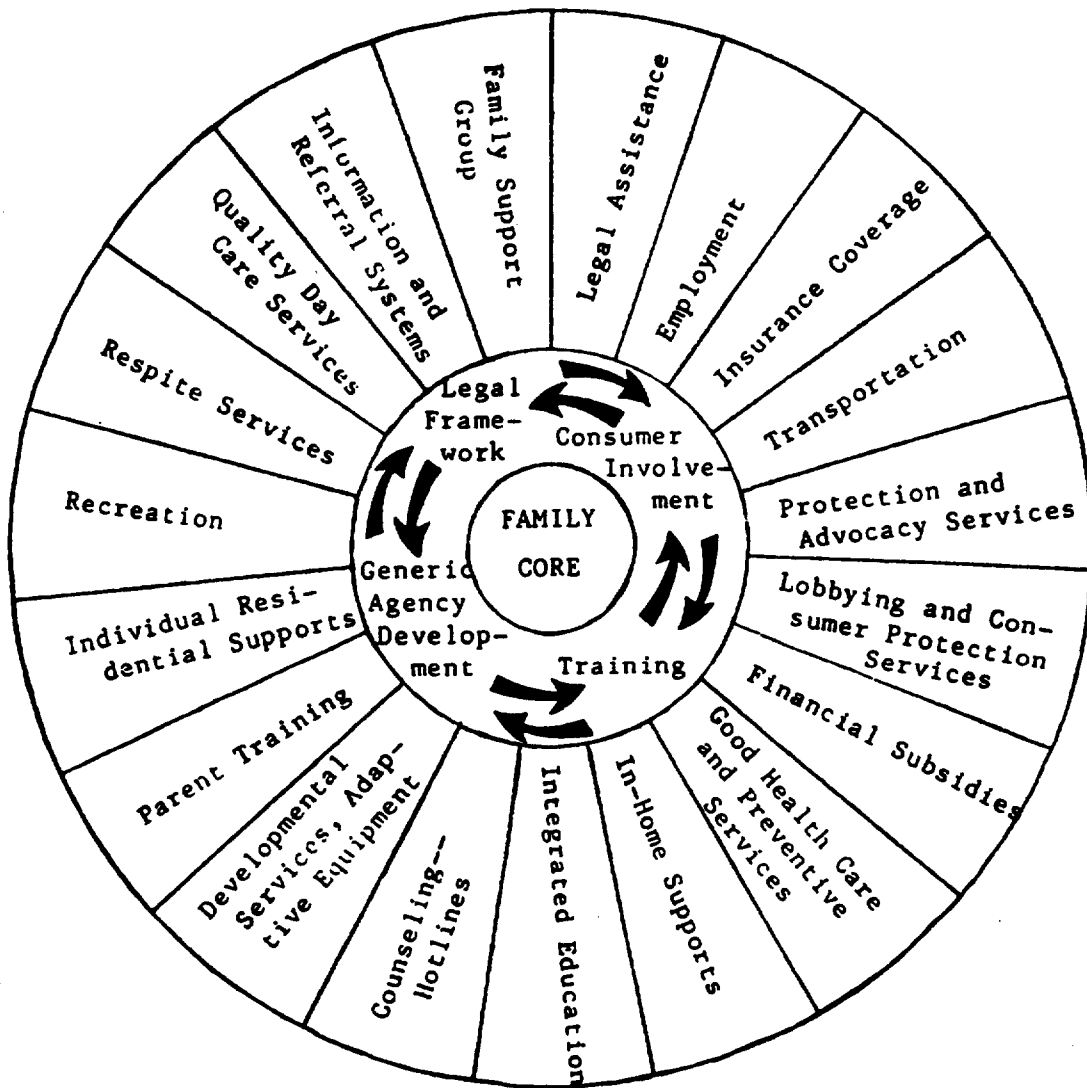 Family Support
Group
Legal Assistance
Employment
Insurance Coverage
Transportation
Protection and
Advocacy Services
Lobbying and Con-
sumer Protection
Services
Financial Subsidies
Good Health Care
and Preventive
Services
In-Home Supports
Integrated Education
Counseling--
Hotlines
Developmental
Services, Adap-
tive Equipment
Parent Training
Individual Resi-
dential Supports
Recreation
Respite Services
Quality Day
Care Services
Information and
Referral Systems
Legal
Frame-
work
Consumer
Involve-
ment
Training
Generic
Agency
Develop-
ment
FAMILY
CORE